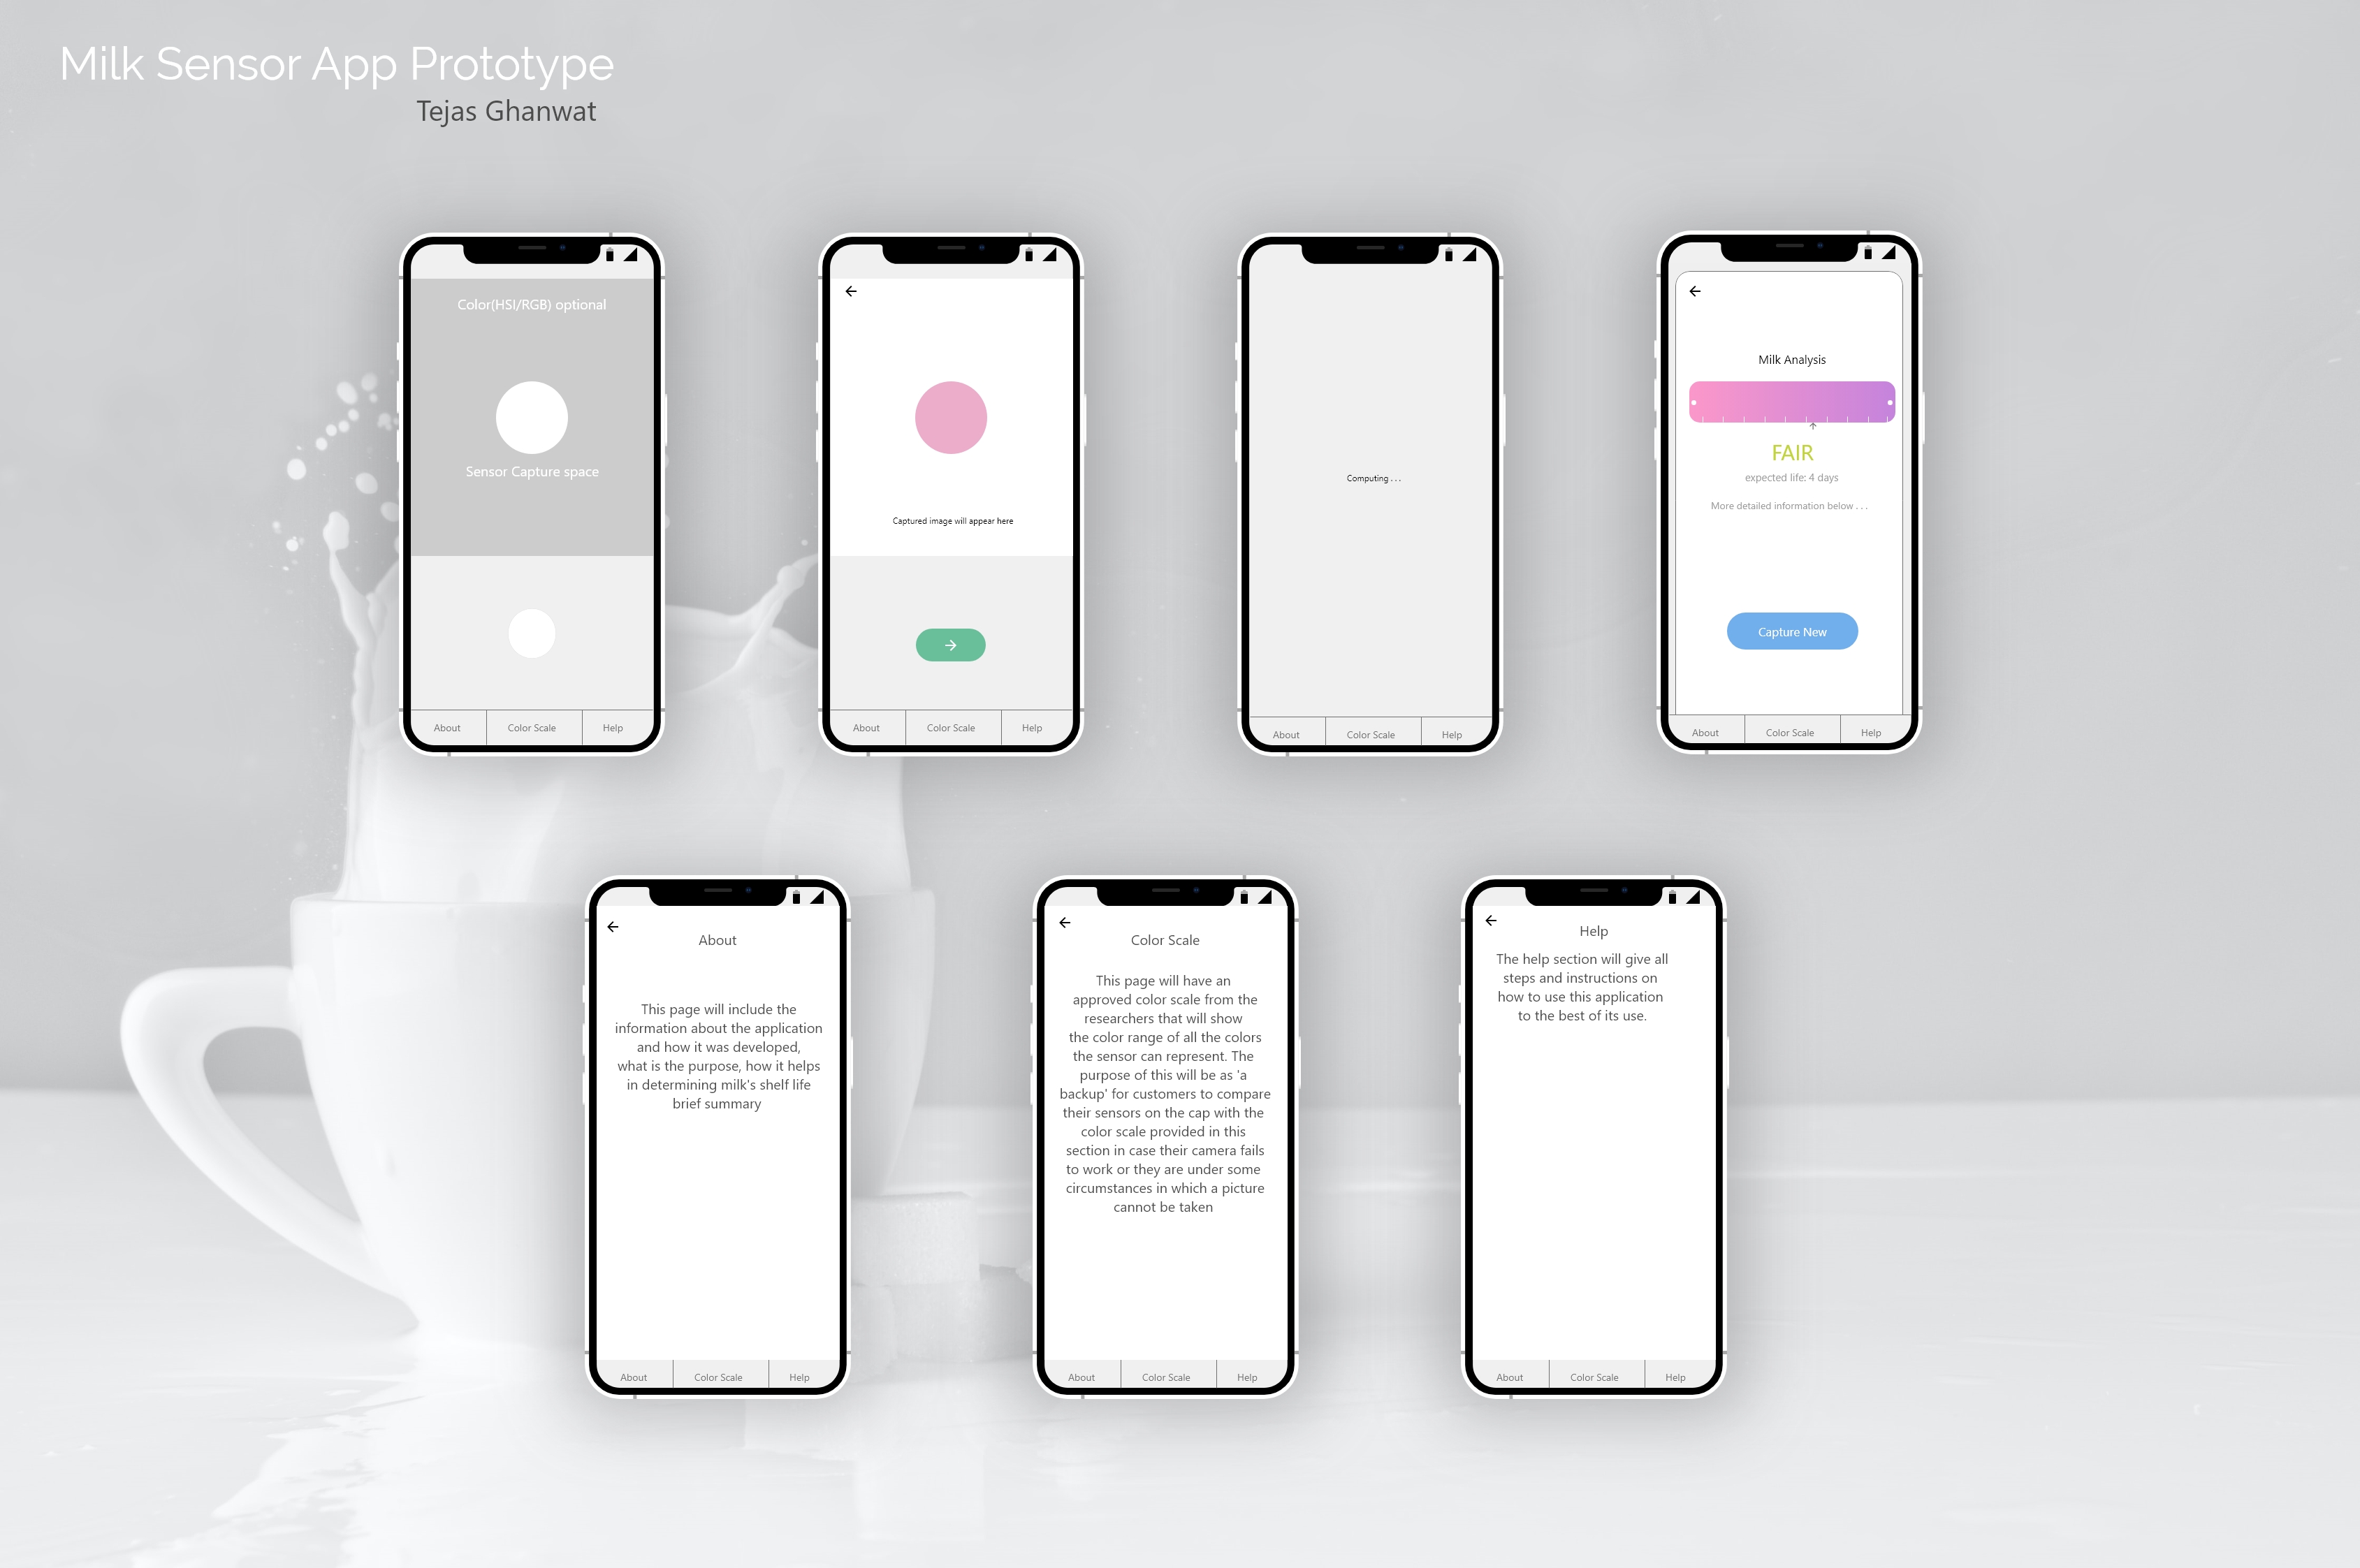 Milk Sensor App Prototype
Tejas Ghanwat
Color(HSI/RGB) optional
Sensor Capture space
About
Color Scale
Help
Captured image will appear here
About
Color Scale
Help
Computing . . .
About
Color Scale
Help
Milk Analysis
FAIR
expected life: 4 days
More detailed information below . . .
Capture New
About
Color Scale
Help
About
This page will include the
information about the application
and how it was developed,
what is the purpose, how it helps
in determining milk's shelf life
brief summary
About
Color Scale
Help
Color Scale
This page will have an
approved color scale from the
researchers that will show
the color range of all the colors
the sensor can represent. The
purpose of this will be as 'a
backup' for customers to compare
their sensors on the cap with the
color scale provided in this
section in case their camera fails
to work or they are under some
circumstances in which a picture
cannot be taken
About
Color Scale
Help
Help
The help section will give all
steps and instructions on
how to use this application
to the best of its use.
About
Color Scale
Help